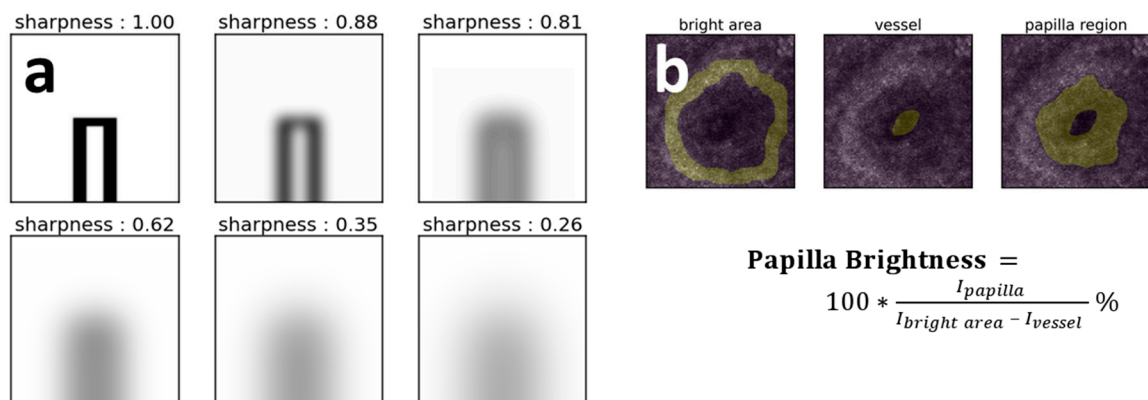 sharpness : 1.00
sharpness : 0.88
sharpness : 0.81
a
sharpness : 0.62
sharpness : 0.35
sharpness : 0.26
bright area
vessel
papilla region
b
Papilla Brightness =
100 * I_papilla / (I_bright area − I_vessel) %